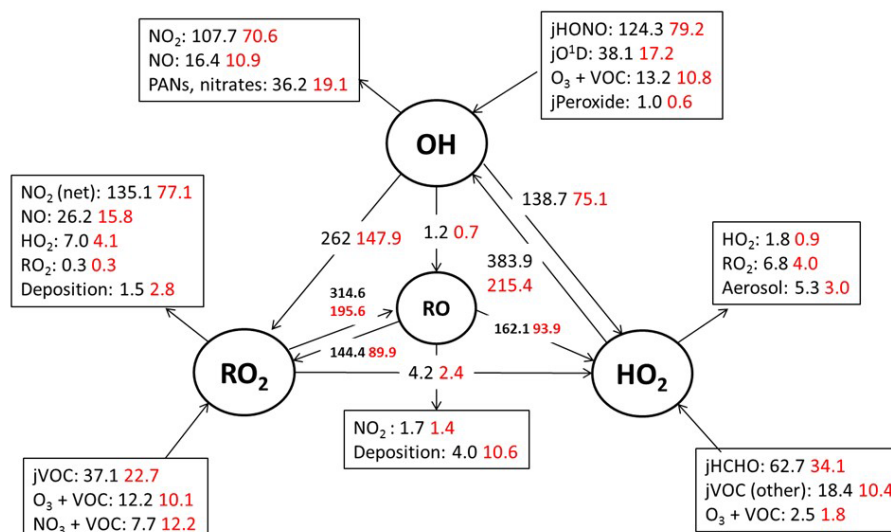 NO₂: 107.7 70.6
NO: 16.4 10.9
PANs, nitrates: 36.2 19.1
jHONO: 124.3 79.2
jO¹D: 38.1 17.2
O₃ + VOC: 13.2 10.8
jPeroxide: 1.0 0.6
OH
NO₂ (net): 135.1 77.1
NO: 26.2 15.8
HO₂: 7.0 4.1
RO₂: 0.3 0.3
Deposition: 1.5 2.8
262 147.9
1.2 0.7
138.7 75.1
383.9
215.4
HO₂: 1.8 0.9
RO₂: 6.8 4.0
Aerosol: 5.3 3.0
314.6
195.6
RO
144.4 89.9
162.1 93.9
RO₂
4.2 2.4
HO₂
NO₂ : 1.7 1.4
Deposition: 4.0 10.6
jVOC: 37.1 22.7
O₃ + VOC: 12.2 10.1
NO₃ + VOC: 7.7 12.2
jHCHO: 62.7 34.1
jVOC (other): 18.4 10.4
O₃ + VOC: 2.5 1.8